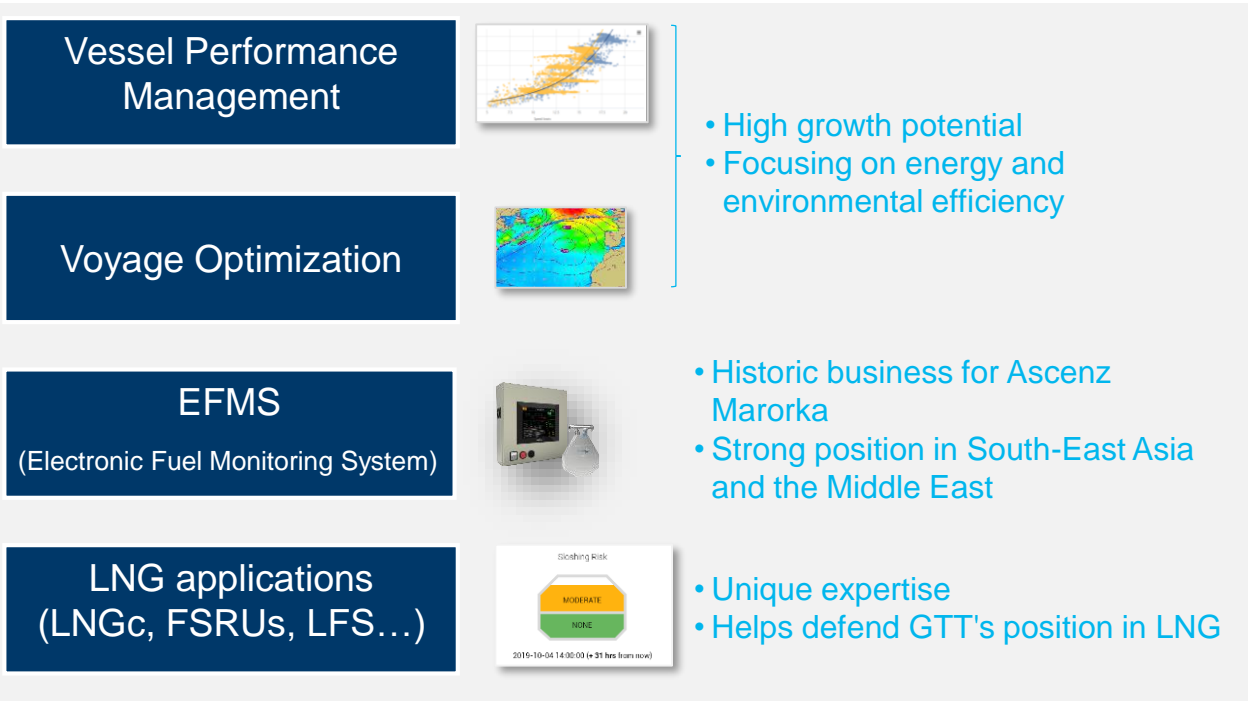 Vessel Performance
Management
• High growth potential
• Focusing on energy and
environmental efficiency
Voyage Optimization
EFMS
(Electronic Fuel Monitoring System)
• Historic business for Ascenz
Marorka
• Strong position in South-East Asia
and the Middle East
LNG applications
(LNGc, FSRUs, LFS…)
Sloshing Risk
MODERATE
NONE
2019-10-04 14:00:00 (+ 31 hrs from now)
• Unique expertise
• Helps defend GTT's position in LNG